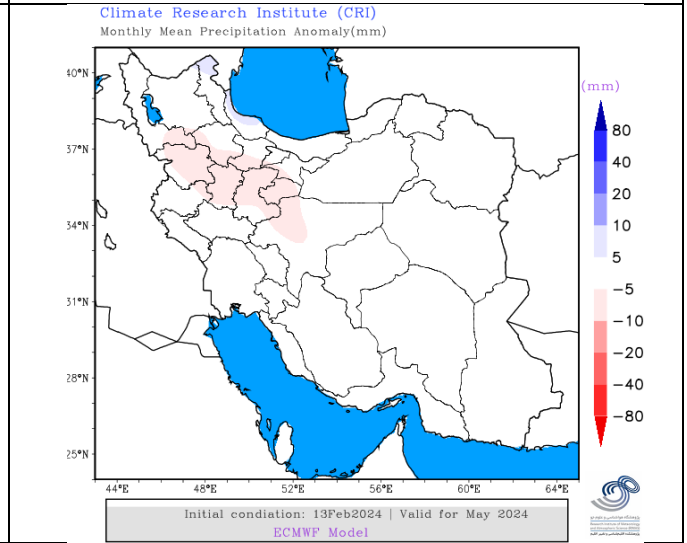 Climate Research Institute (CRI)
Monthly Mean Precipitation Anomaly(mm)
(mm)
40°N
37°N
34°N
31°N
28°N
25°N
44°E 48°E 52°E 56°E 60°E 64°E
80
40
20
10
5
−5
−10
−20
−40
−80
Initial condiation: 13Feb2024 | Valid for May 2024
ECMWF Model